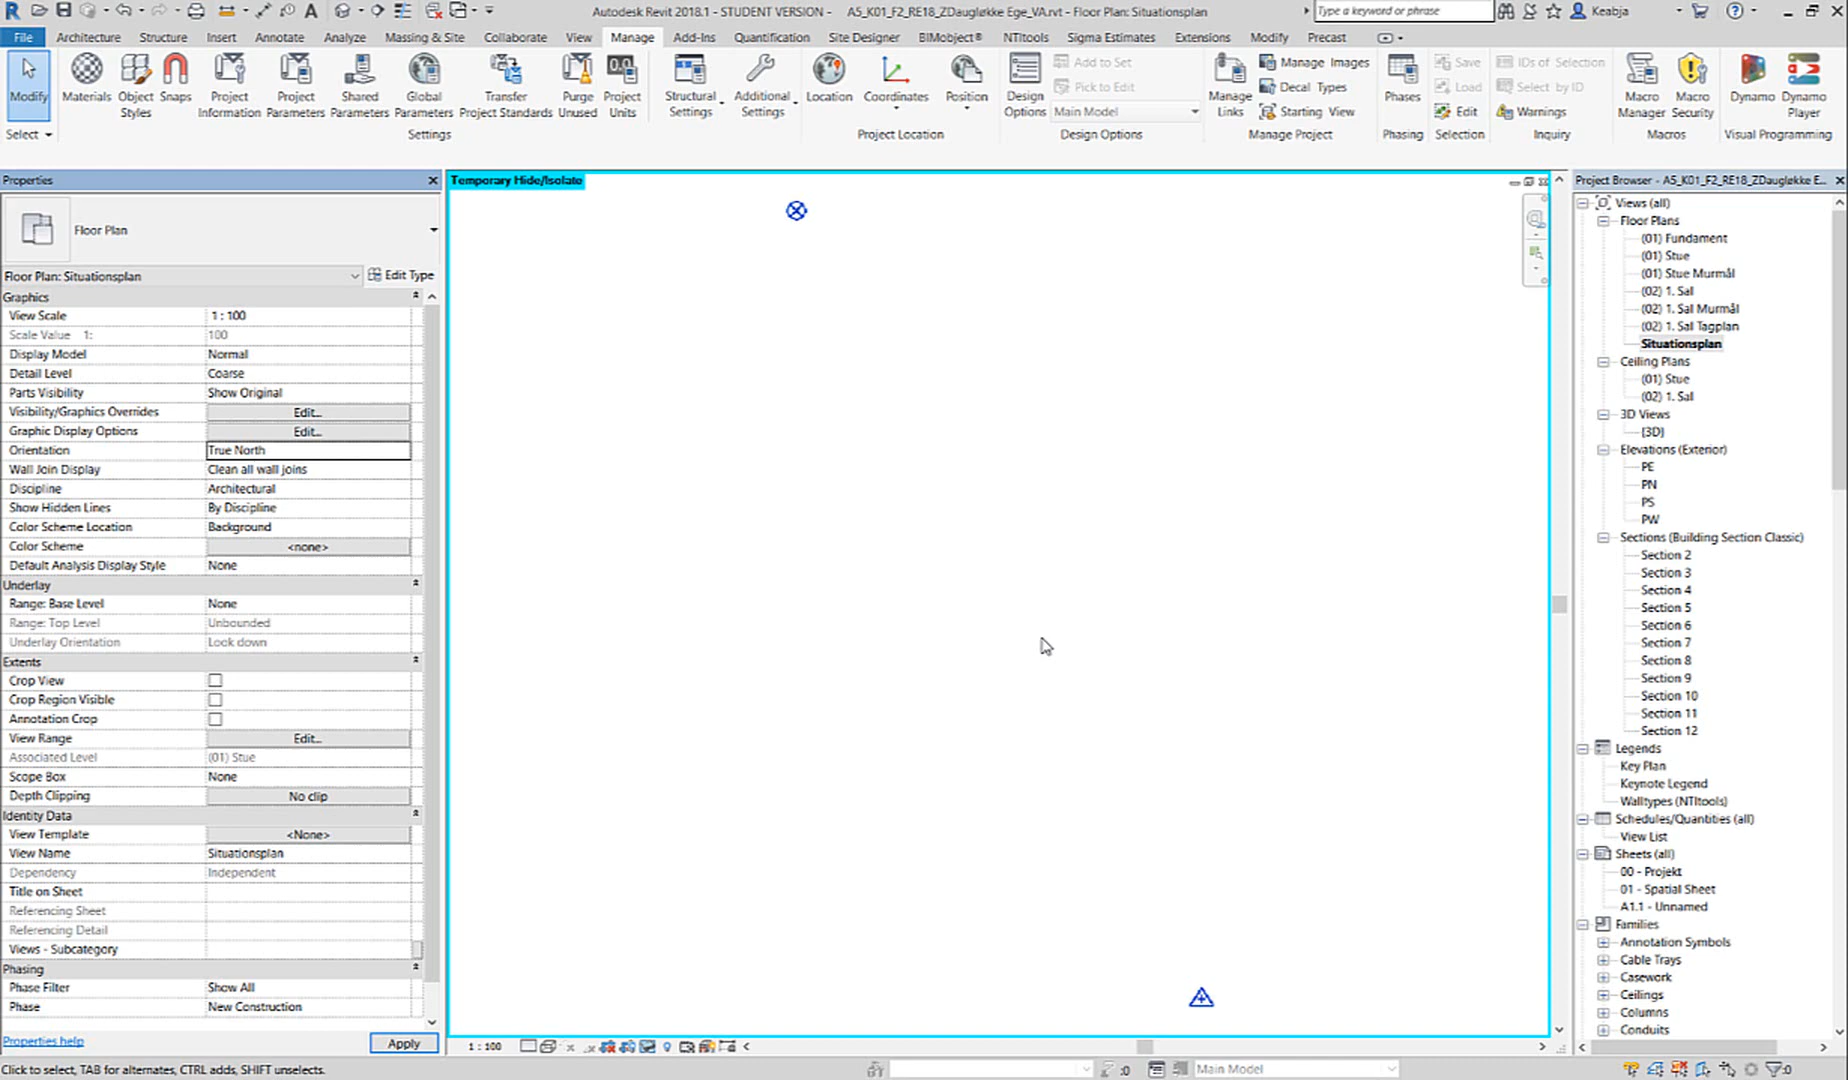 Autodesk Revit 2018.1 - STUDENT VERSION - A5_K01_F2_RE18_ZDaugløkke Ege_VA.rvt - Floor Plan: Situationsplan
Type a keyword or phrase
Keabja
File Architecture Structure Insert Annotate Analyze Massing & Site Collaborate View Manage Add-Ins Quantification Site Designer BIMobject® NTItools Sigma Estimates Extensions Modify Precast
Modify
Materials
Object Styles
Snaps
Project Information
Project Parameters
Shared Parameters
Global Parameters
Transfer Project Standards
Purge Unused
Project Units
Structural Settings
Additional Settings
Location
Coordinates
Position
Design Options
Add to Set
Pick to Edit
Main Model
Manage Links
Manage Images
Decal Types
Starting View
Phases
Save
Load
Edit
IDs of Selection
Select by ID
Warnings
Macro Manager
Macro Security
Dynamo
Dynamo Player
Select
Settings
Project Location
Design Options
Manage Project
Phasing
Selection
Inquiry
Macros
Visual Programming
Properties
Floor Plan
Floor Plan: Situationsplan
Edit Type
Graphics
View Scale 1 : 100
Scale Value 1: 100
Display Model Normal
Detail Level Coarse
Parts Visibility Show Original
Visibility/Graphics Overrides Edit...
Graphic Display Options Edit...
Orientation True North
Wall Join Display Clean all wall joins
Discipline Architectural
Show Hidden Lines By Discipline
Color Scheme Location Background
Color Scheme <none>
Default Analysis Display Style None
Underlay
Range: Base Level None
Range: Top Level Unbounded
Underlay Orientation Look down
Extents
Crop View
Crop Region Visible
Annotation Crop
View Range Edit...
Associated Level (01) Stue
Scope Box None
Depth Clipping No clip
Identity Data
View Template <None>
View Name Situationsplan
Dependency Independent
Title on Sheet
Referencing Sheet
Referencing Detail
Views - Subcategory
Phasing
Phase Filter Show All
Phase New Construction
Properties help
Apply
Temporary Hide/Isolate
1 : 100
Project Browser - A5_K01_F2_RE18_ZDaugløkke E...
Views (all)
Floor Plans
(01) Fundament
(01) Stue
(01) Stue Murmål
(02) 1. Sal
(02) 1. Sal Murmål
(02) 1. Sal Tagplan
Situationsplan
Ceiling Plans
(01) Stue
(02) 1. Sal
3D Views
{3D}
Elevations (Exterior)
PE
PN
PS
PW
Sections (Building Section Classic)
Section 2
Section 3
Section 4
Section 5
Section 6
Section 7
Section 8
Section 9
Section 10
Section 11
Section 12
Legends
Key Plan
Keynote Legend
Walltypes (NTItools)
Schedules/Quantities (all)
View List
Sheets (all)
00 - Projekt
01 - Spatial Sheet
A1.1 - Unnamed
Families
Annotation Symbols
Cable Trays
Casework
Ceilings
Columns
Conduits
Click to select, TAB for alternates, CTRL adds, SHIFT unselects.
:0
Main Model
:0